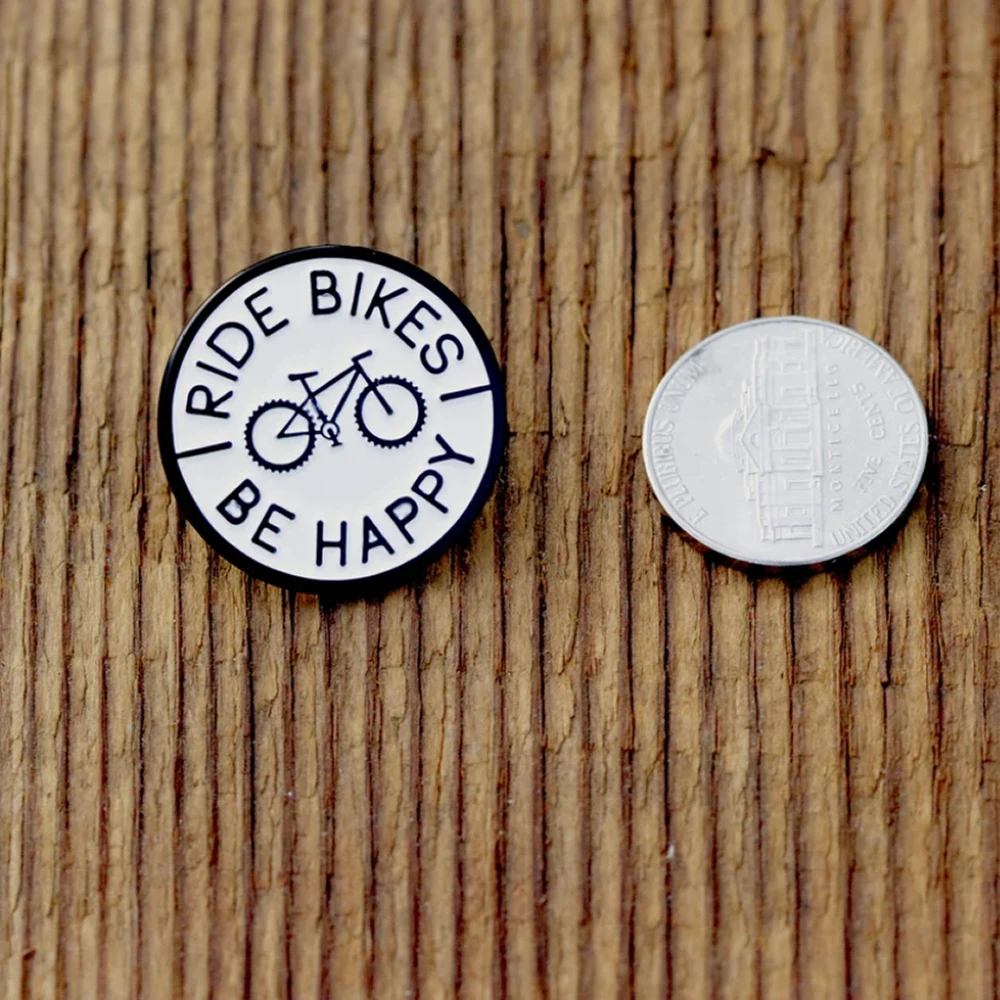 RIDE BIKES
BE HAPPY
E PLURIBUS UNUM
MONTICELLO
FIVE CENTS
UNITED STATES OF AMERICA